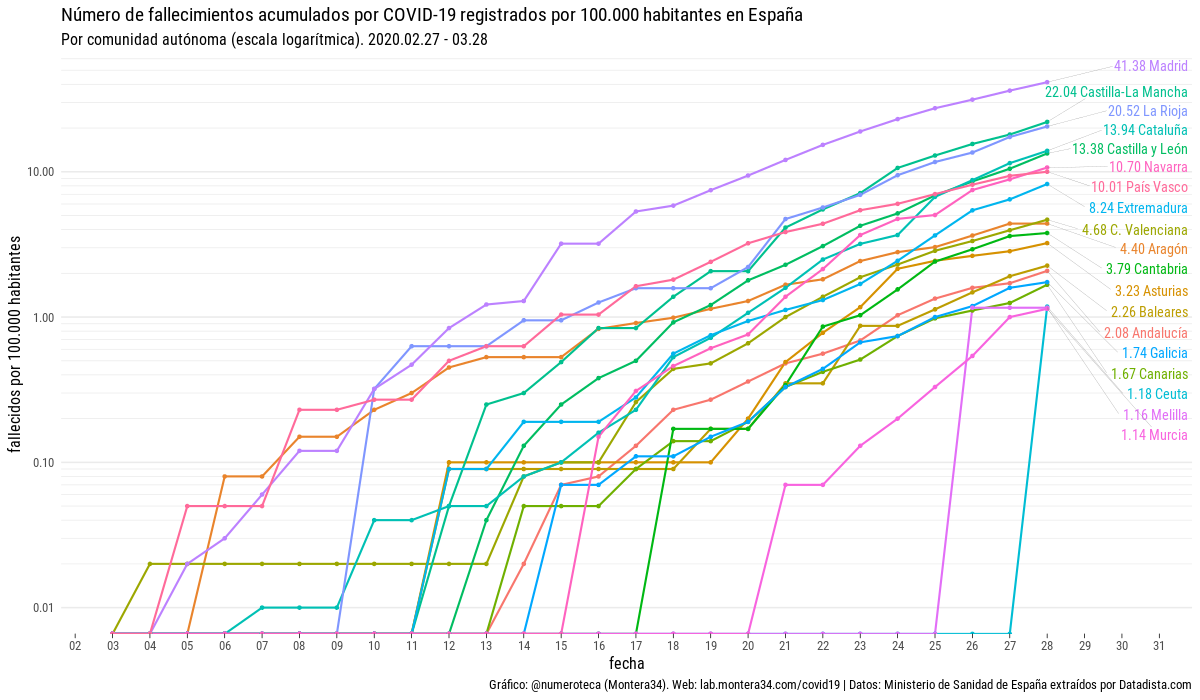 Número de fallecimientos acumulados por COVID-19 registrados por 100.000 habitantes en España
Por comunidad autónoma (escala logarítmica). 2020.02.27 - 03.28
41.38 Madrid
22.04 Castilla-La Mancha
20.52 La Rioja
13.94 Cataluña
13.38 Castilla y León
10.70 Navarra
10.01 País Vasco
8.24 Extremadura
4.68 C. Valenciana
4.40 Aragón
3.79 Cantabria
3.23 Asturias
2.26 Baleares
2.08 Andalucía
1.74 Galicia
1.67 Canarias
1.18 Ceuta
1.16 Melilla
1.14 Murcia
fallecidos por 100.000 habitantes
10.00
1.00
0.10
0.01
02 03 04 05 06 07 08 09 10 11 12 13 14 15 16 17 18 19 20 21 22 23 24 25 26 27 28 29 30 31
fecha
Gráfico: @numeroteca (Montera34). Web: lab.montera34.com/covid19 | Datos: Ministerio de Sanidad de España extraídos por Datadista.com